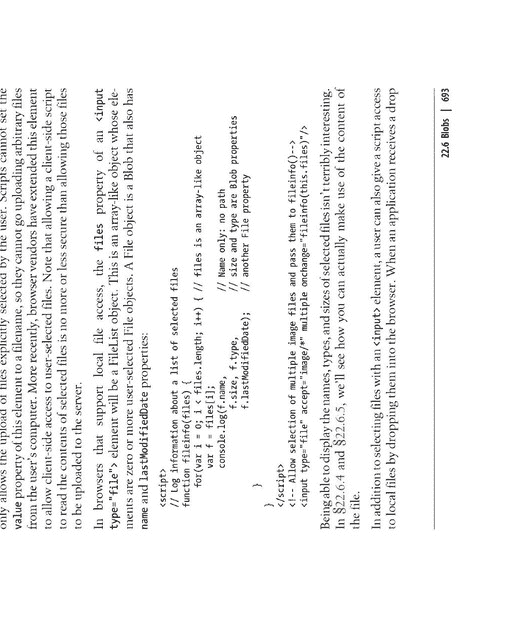 only allows the upload of files explicitly selected by the user. Scripts cannot set the
value property of this element to a filename, so they cannot go uploading arbitrary files
from the user's computer. More recently, browser vendors have extended this element
to allow client-side access to user-selected files. Note that allowing a client-side script
to read the contents of selected files is no more or less secure than allowing those files
to be uploaded to the server.
In browsers that support local file access, the files property of an <input
type="file"> element will be a FileList object. This is an array-like object whose ele-
ments are zero or more user-selected File objects. A File object is a Blob that also has
name and lastModifiedDate properties:
<script>
// Log information about a list of selected files
function fileinfo(files) {
for(var i = 0; i < files.length; i++) { // files is an array-like object
var f = files[i];
console.log(f.name, // Name only: no path
f.size, f.type, // size and type are Blob properties
f.lastModifiedDate); // another File property
}
}
</script>
<!-- Allow selection of multiple image files and pass them to fileinfo()-->
<input type="file" accept="image/*" multiple onchange="fileinfo(this.files)"/>
Being able to display the names, types, and sizes of selected files isn't terribly interesting.
In §22.6.4 and §22.6.5, we'll see how you can actually make use of the content of
the file.
In addition to selecting files with an <input> element, a user can also give a script access
to local files by dropping them into the browser. When an application receives a drop
22.6 Blobs | 693